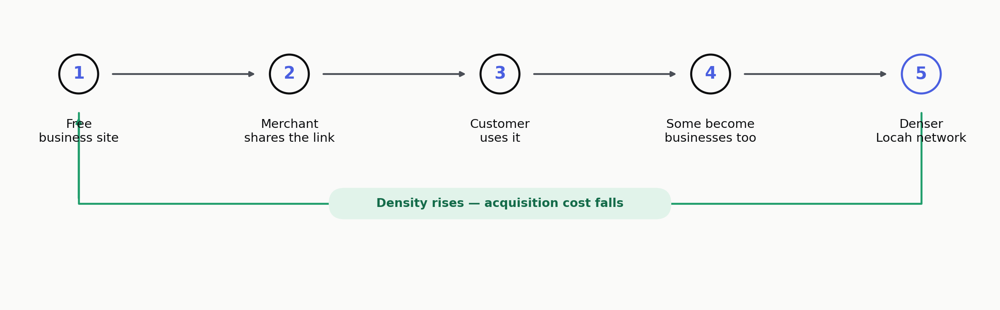 1
2
3
4
5
Free
business site
Merchant
shares the link
Customer
uses it
Some become
businesses too
Denser
Locah network
Density rises — acquisition cost falls